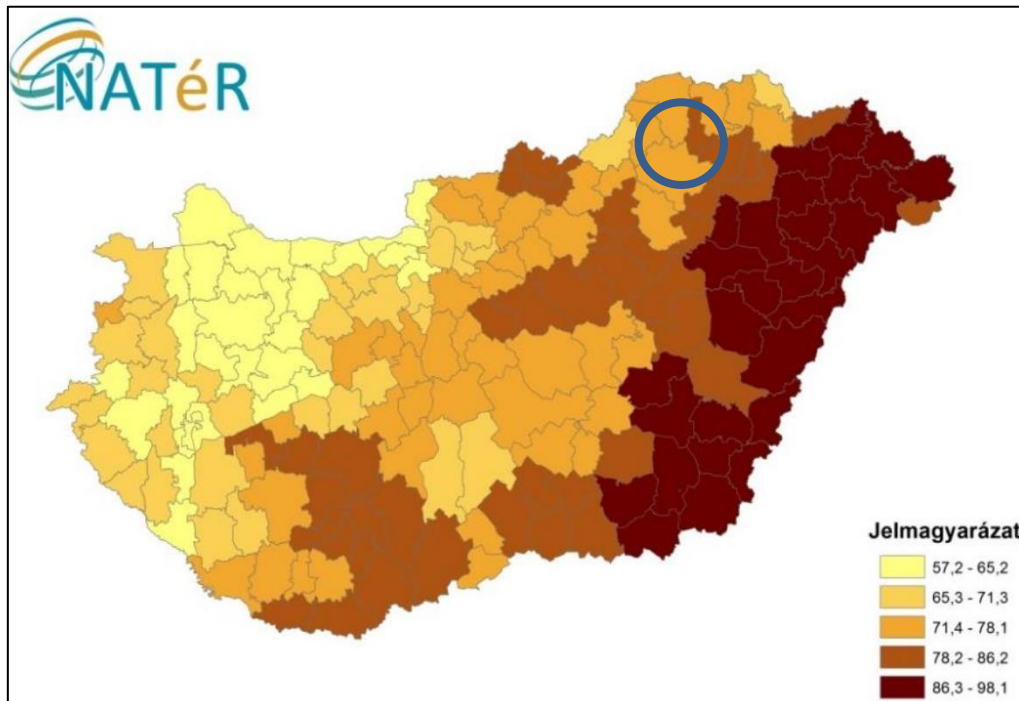 NATéR
Jelmagyarázat
57,2 - 65,2
65,3 - 71,3
71,4 - 78,1
78,2 - 86,2
86,3 - 98,1